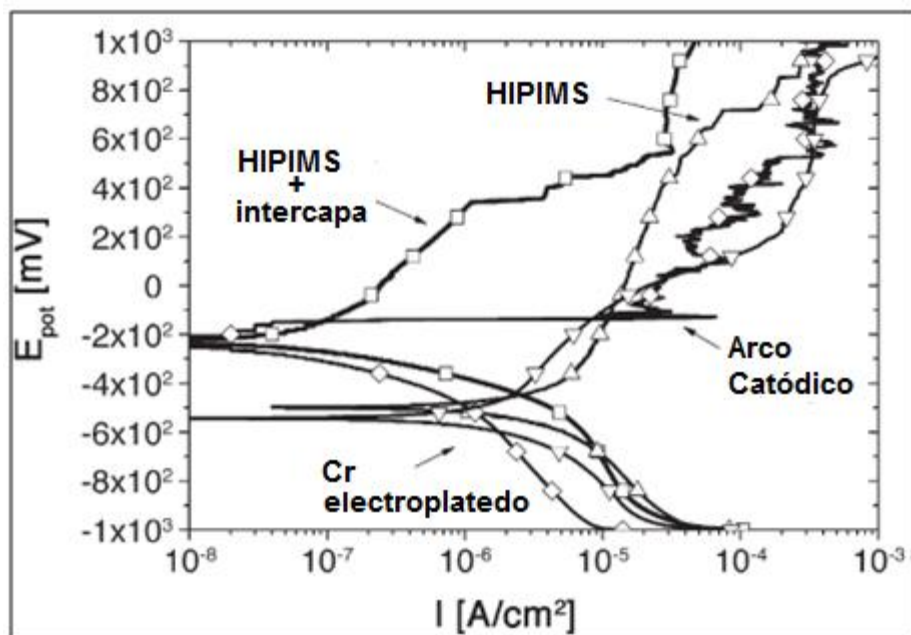 1x10³
8x10²
6x10²
4x10²
2x10²
0
-2x10²
-4x10²
-6x10²
-8x10²
-1x10³
E_pot [mV]
HIPIMS
HIPIMS
+
intercapa
Arco
Catódico
Cr
electroplatedo
10⁻⁸
10⁻⁷
10⁻⁶
10⁻⁵
10⁻⁴
10⁻³
I [A/cm²]